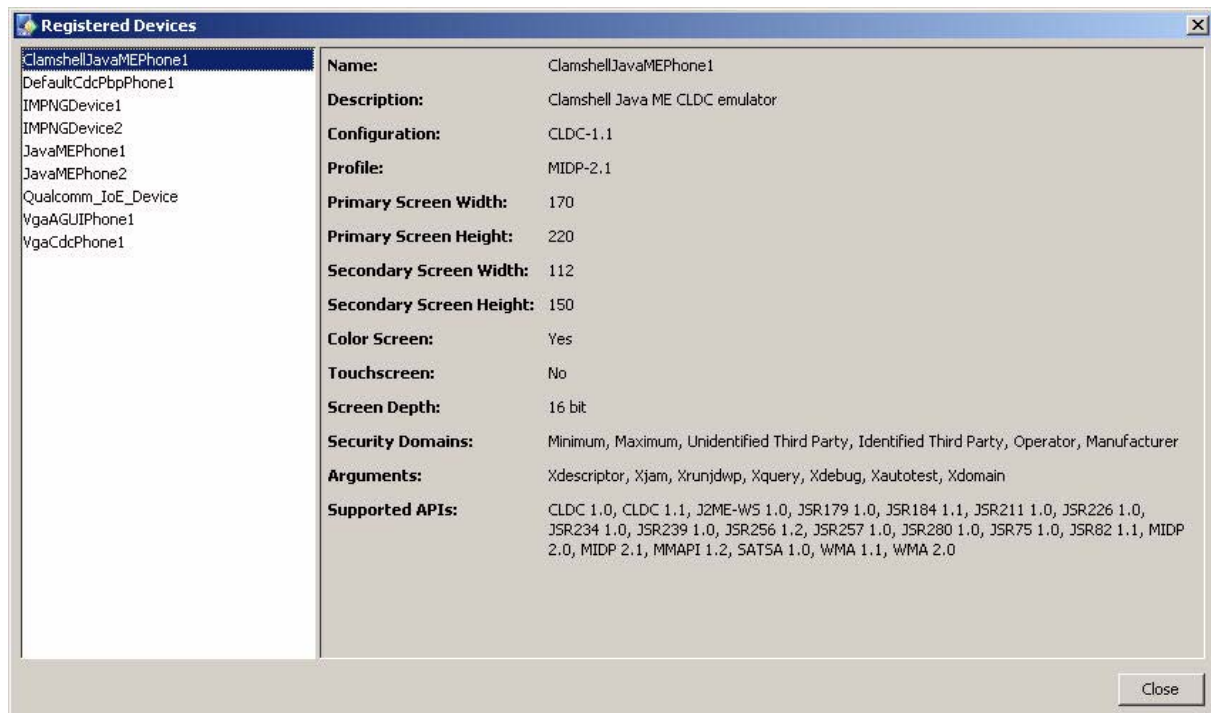 Registered Devices
ClamshellJavaMEPhone1
DefaultCdcPbpPhone1
IMPNGDevice1
IMPNGDevice2
JavaMEPhone1
JavaMEPhone2
Qualcomm_IoE_Device
VgaAGUIPhone1
VgaCdcPhone1
Name: ClamshellJavaMEPhone1
Description: Clamshell Java ME CLDC emulator
Configuration: CLDC-1.1
Profile: MIDP-2.1
Primary Screen Width: 170
Primary Screen Height: 220
Secondary Screen Width: 112
Secondary Screen Height: 150
Color Screen: Yes
Touchscreen: No
Screen Depth: 16 bit
Security Domains: Minimum, Maximum, Unidentified Third Party, Identified Third Party, Operator, Manufacturer
Arguments: Xdescriptor, Xjam, Xrunjdwp, Xquery, Xdebug, Xautotest, Xdomain
Supported APIs: CLDC 1.0, CLDC 1.1, J2ME-WS 1.0, JSR179 1.0, JSR184 1.1, JSR211 1.0, JSR226 1.0,
JSR234 1.0, JSR239 1.0, JSR256 1.2, JSR257 1.0, JSR280 1.0, JSR75 1.0, JSR82 1.1, MIDP
2.0, MIDP 2.1, MMAPI 1.2, SATSA 1.0, WMA 1.1, WMA 2.0
Close